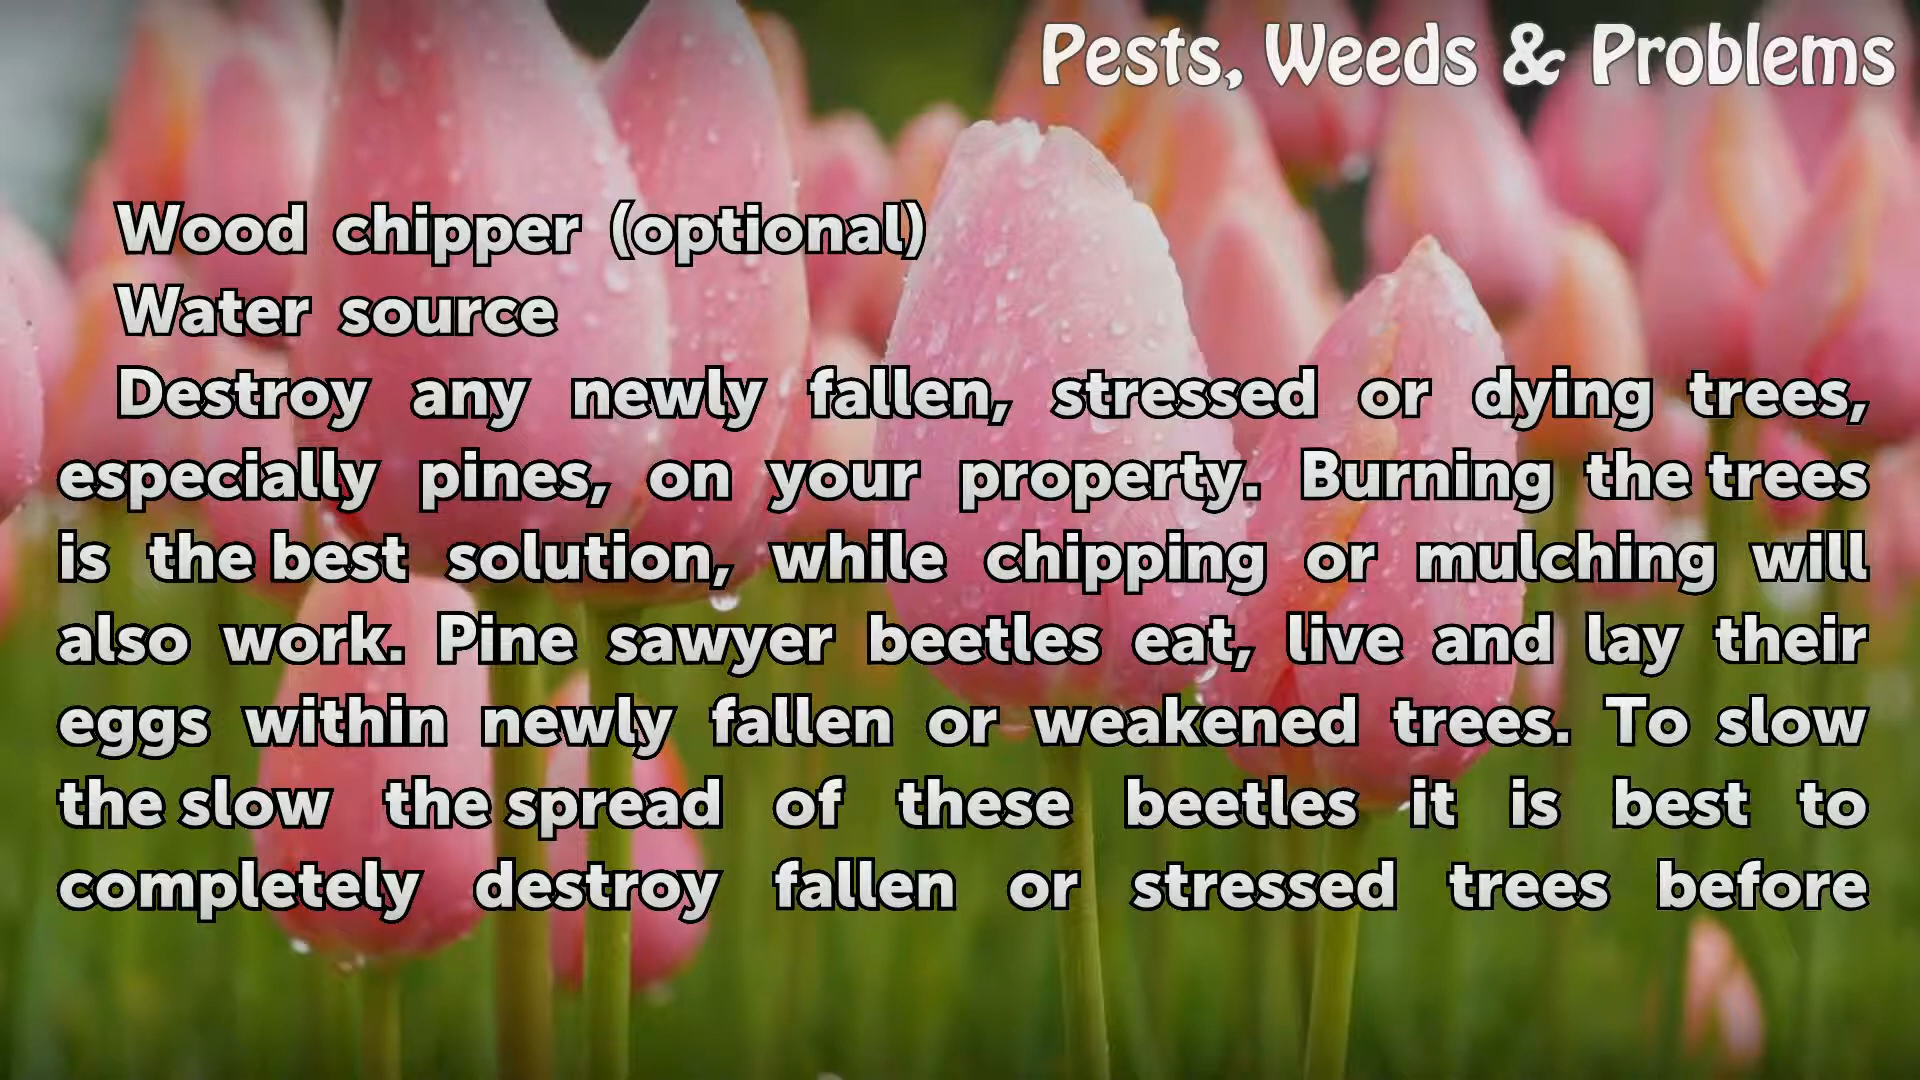 Pests, Weeds & Problems
Wood chipper (optional)
Water source
Destroy any newly fallen, stressed or dying trees,
especially pines, on your property. Burning the trees
is the best solution, while chipping or mulching will
also work. Pine sawyer beetles eat, live and lay their
eggs within newly fallen or weakened trees. To slow
the slow the spread of these beetles it is best to
completely destroy fallen or stressed trees before